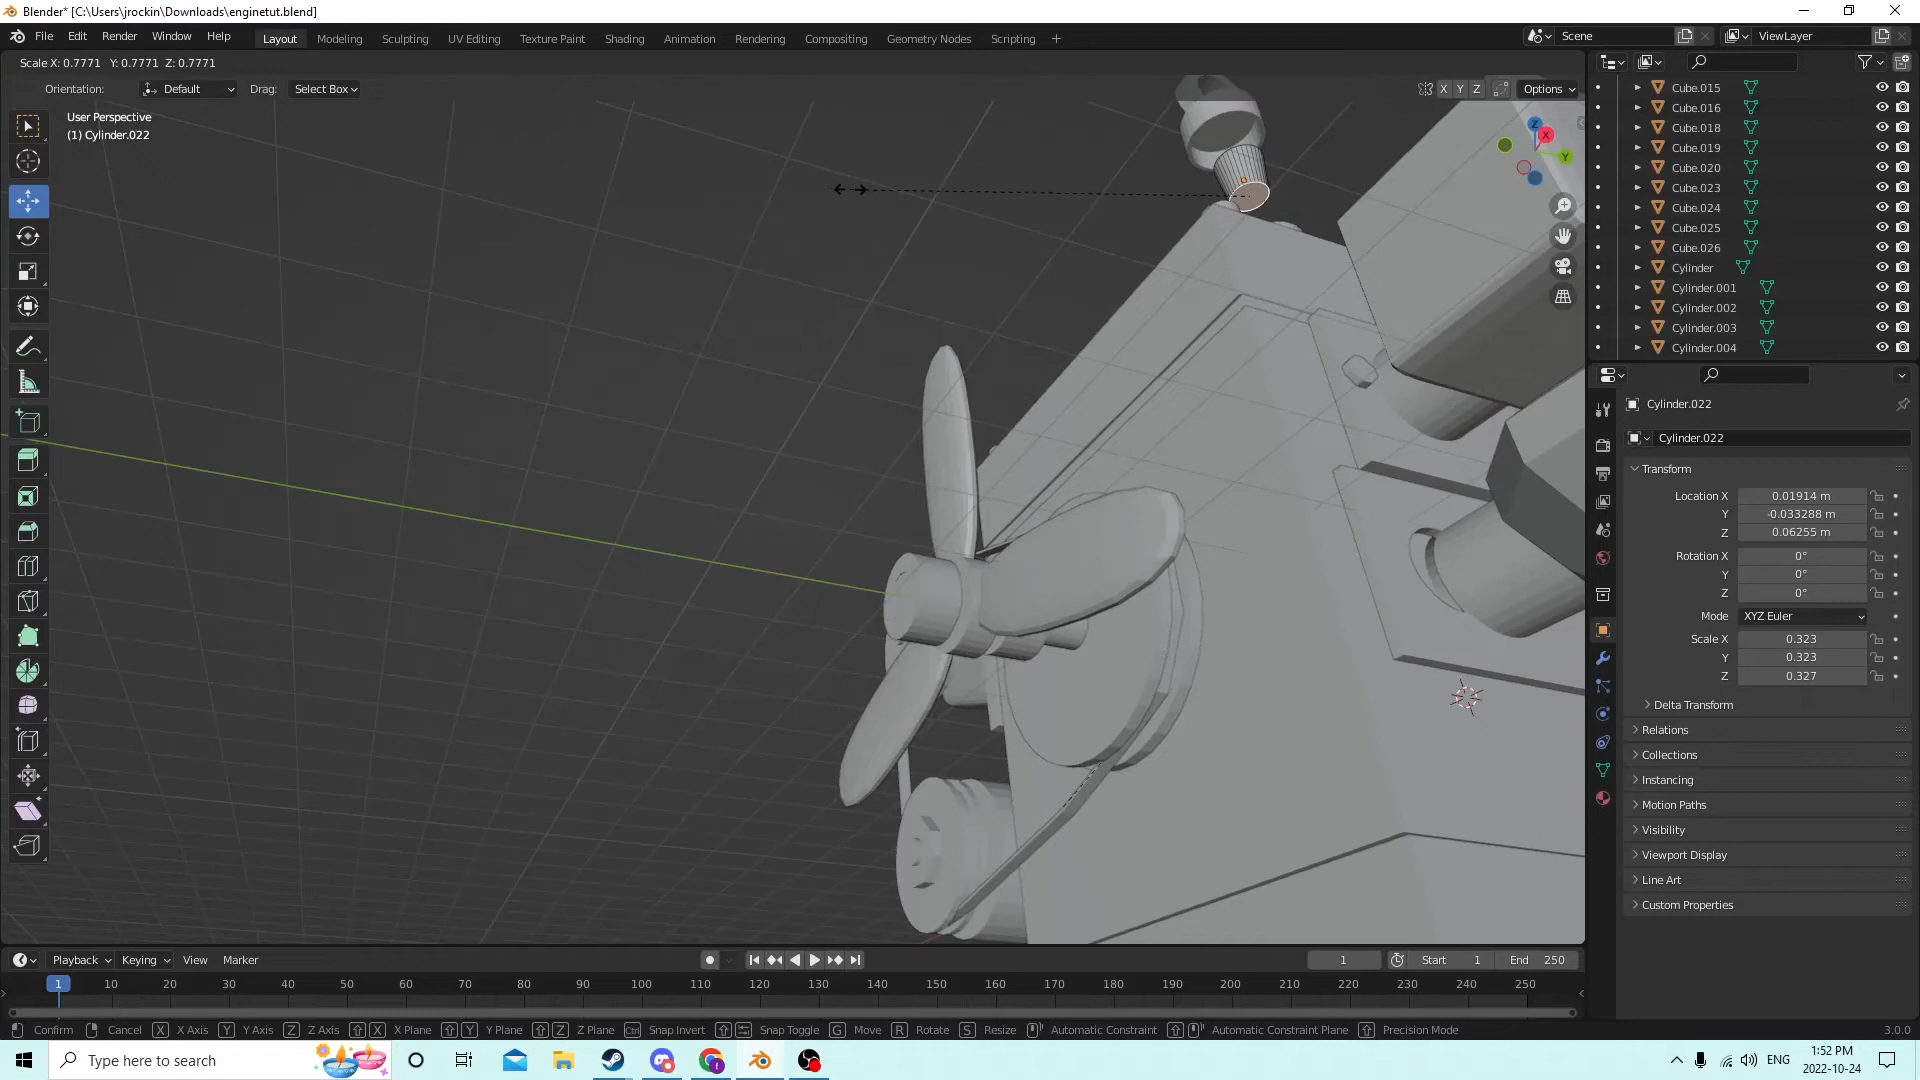 Blender* [C:\Users\jrockin\Downloads\enginetut.blend]
File Edit Render Window Help Layout Modeling Sculpting UV Editing Texture Paint Shading Animation Rendering Compositing Geometry Nodes Scripting + Scene ViewLayer
Scale X: 0.7771 Y: 0.7771 Z: 0.7771
Orientation: Default Drag: Select Box X Y Z Options
User Perspective
(1) Cylinder.022
Z
X
Y
Cube.015
Cube.016
Cube.018
Cube.019
Cube.020
Cube.023
Cube.024
Cube.025
Cube.026
Cylinder
Cylinder.001
Cylinder.002
Cylinder.003
Cylinder.004
Cylinder.022
Cylinder.022
Transform
Location X 0.01914 m
Y -0.033288 m
Z 0.06255 m
Rotation X 0°
Y 0°
Z 0°
Mode XYZ Euler
Scale X 0.323
Y 0.323
Z 0.327
Delta Transform
Relations
Collections
Instancing
Motion Paths
Visibility
Viewport Display
Line Art
Custom Properties
Playback Keying View Marker 1 Start 1 End 250
1 10 20 30 40 50 60 70 80 90 100 110 120 130 140 150 160 170 180 190 200 210 220 230 240 250
Confirm Cancel X X Axis Y Y Axis Z Z Axis X X Plane Y Y Plane Z Z Plane Ctrl Snap Invert Snap Toggle G Move R Rotate S Resize Automatic Constraint Automatic Constraint Plane Precision Mode 3.0.0
Type here to search
ENG
1:52 PM
2022-10-24